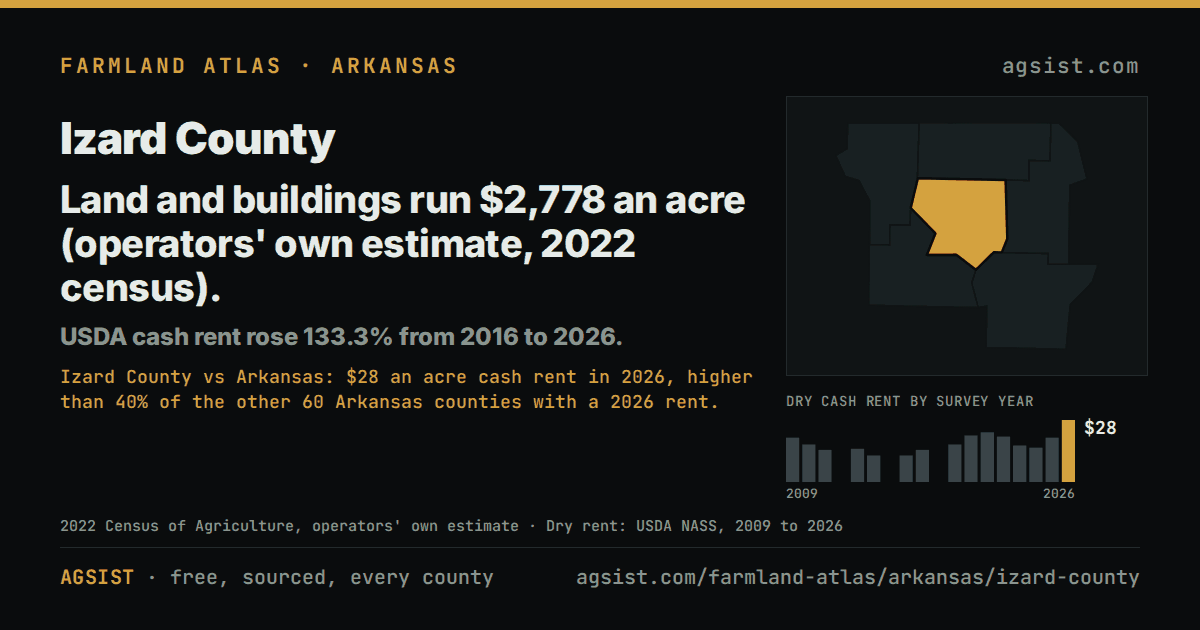 FARMLAND ATLAS · ARKANSAS
agsist.com
Izard County
Land and buildings run $2,778 an acre
(operators' own estimate, 2022
census).
USDA cash rent rose 133.3% from 2016 to 2026.
Izard County vs Arkansas: $28 an acre cash rent in 2026, higher
than 40% of the other 60 Arkansas counties with a 2026 rent.
DRY CASH RENT BY SURVEY YEAR
$28
2009
2026
2022 Census of Agriculture, operators' own estimate · Dry rent: USDA NASS, 2009 to 2026
AGSIST · free, sourced, every county
agsist.com/farmland-atlas/arkansas/izard-county